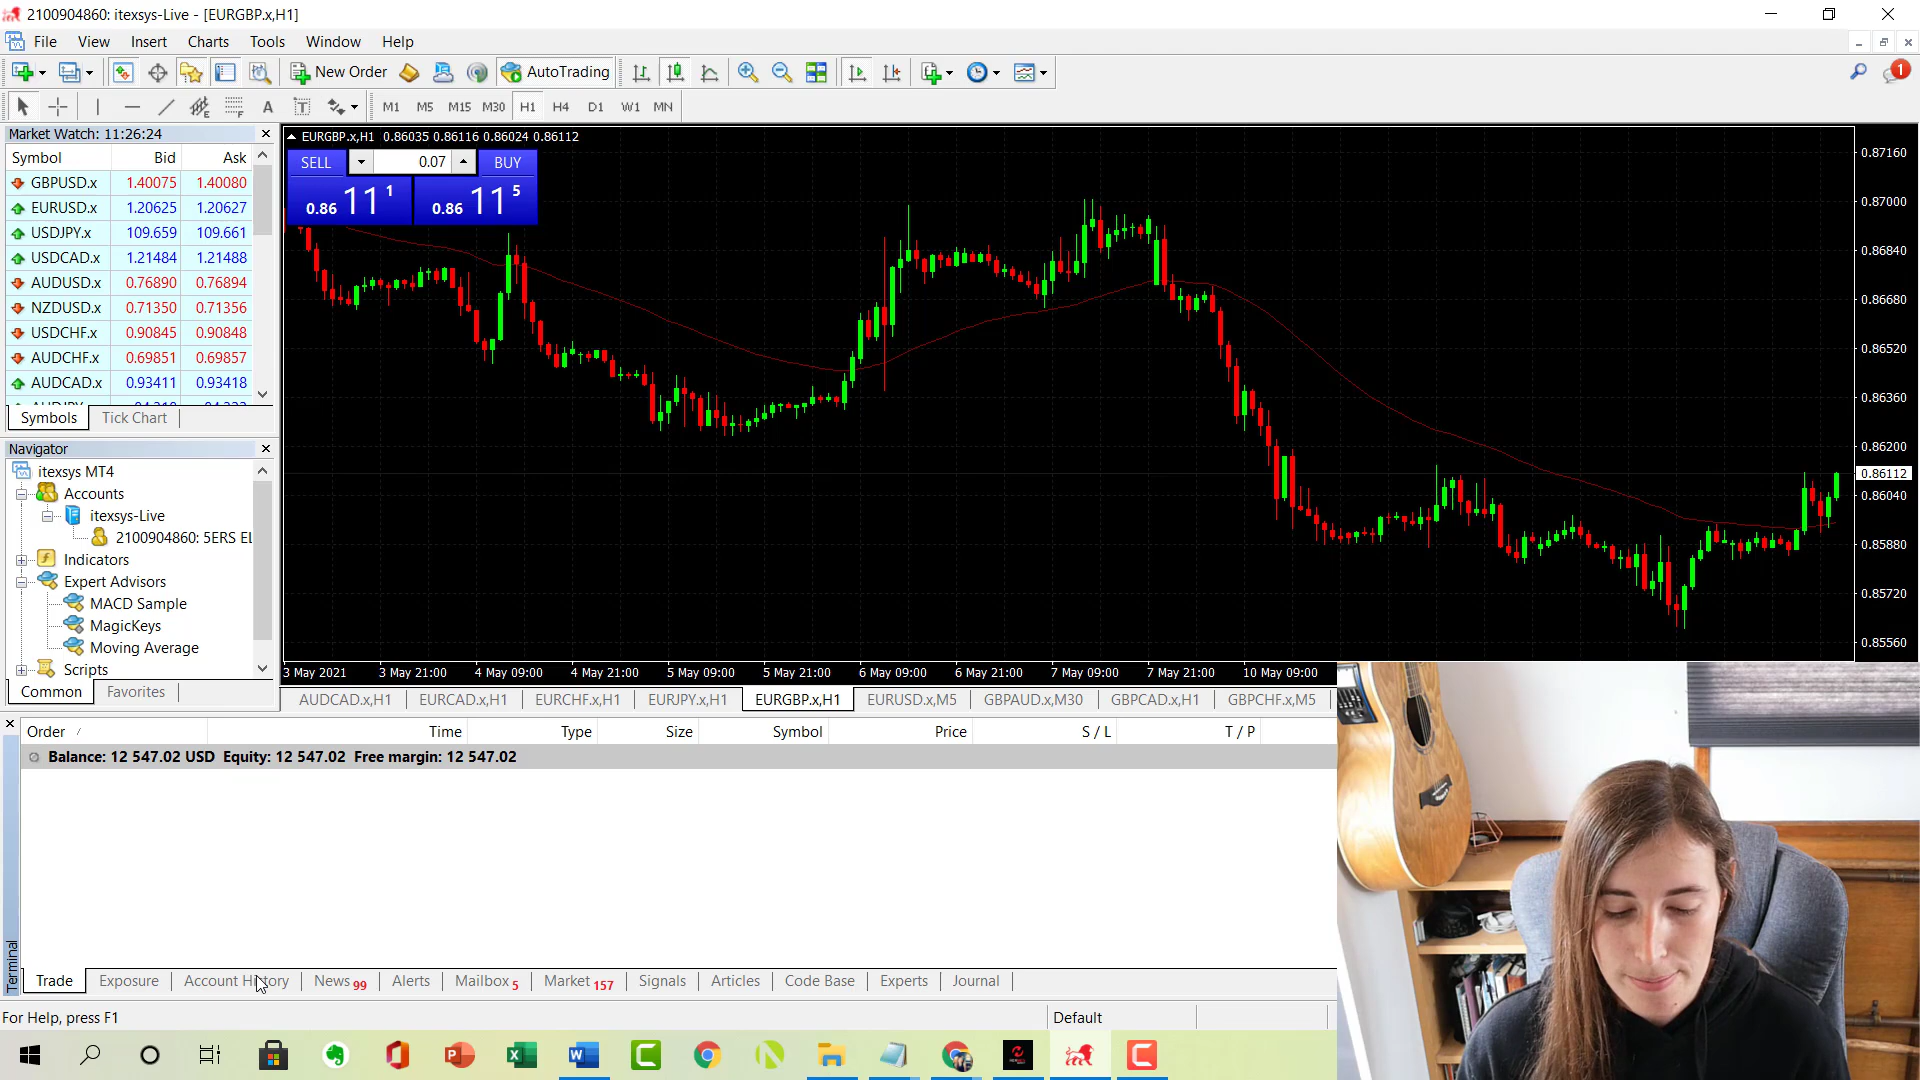 2100904860: itexsys-Live - [EURGBP.x,H1]
File View Insert Charts Tools Window Help
New Order AutoTrading 1
A T M1 M5 M15 M30 H1 H4 D1 W1 MN
Market Watch: 11:26:24
Symbol Bid Ask
GBPUSD.x 1.40075 1.40080
EURUSD.x 1.20625 1.20627
USDJPY.x 109.659 109.661
USDCAD.x 1.21484 1.21488
AUDUSD.x 0.76890 0.76894
NZDUSD.x 0.71350 0.71356
USDCHF.x 0.90845 0.90848
AUDCHF.x 0.69851 0.69857
AUDCAD.x 0.93411 0.93418
Symbols Tick Chart
Navigator
itexsys MT4
Accounts
itexsys-Live
2100904860: 5ERS EL
Indicators
Expert Advisors
MACD Sample
MagicKeys
Moving Average
Scripts
Common Favorites
EURGBP.x,H1 0.86035 0.86116 0.86024 0.86112
SELL 0.07 BUY
0.86 11 1 0.86 11 5
0.87160
0.87000
0.86840
0.86680
0.86520
0.86360
0.86200
0.86112
0.86040
0.85880
0.85720
0.85560
3 May 2021 3 May 21:00 4 May 09:00 4 May 21:00 5 May 09:00 5 May 21:00 6 May 09:00 6 May 21:00 7 May 09:00 7 May 21:00 10 May 09:00
AUDCAD.x,H1 EURCAD.x,H1 EURCHF.x,H1 EURJPY.x,H1 EURGBP.x,H1 EURUSD.x,M5 GBPAUD.x,M30 GBPCAD.x,H1 GBPCHF.x,M5
Order / Time Type Size Symbol Price S / L T / P
Balance: 12 547.02 USD Equity: 12 547.02 Free margin: 12 547.02
Terminal
Trade Exposure Account History News 99 Alerts Mailbox 5 Market 157 Signals Articles Code Base Experts Journal
For Help, press F1 Default